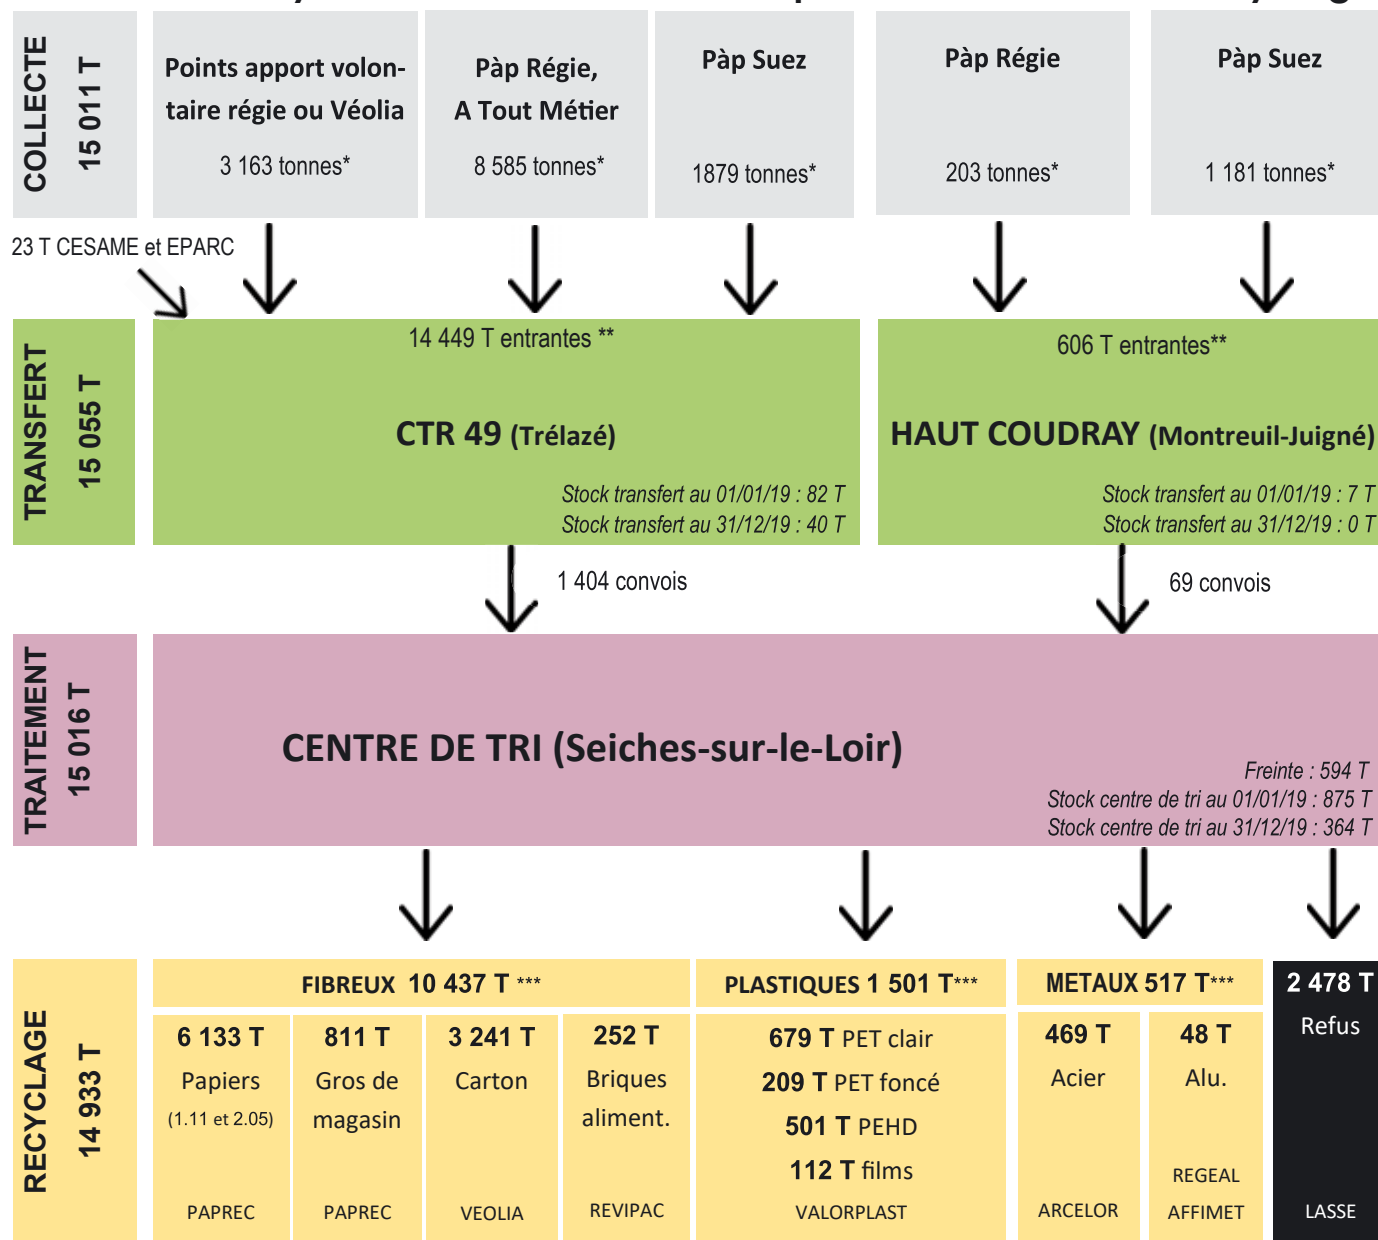 COLLECTE
15 011 T
Points apport volon-
taire régie ou Véolia
3 163 tonnes*
Pàp Régie,
A Tout Métier
8 585 tonnes*
Pàp Suez
1879 tonnes*
Pàp Régie
203 tonnes*
Pàp Suez
1 181 tonnes*
23 T CESAME et EPARC
TRANSFERT
15 055 T
14 449 T entrantes **
CTR 49 (Trélazé)
Stock transfert au 01/01/19 : 82 T
Stock transfert au 31/12/19 : 40 T
606 T entrantes**
HAUT COUDRAY (Montreuil-Juigné)
Stock transfert au 01/01/19 : 7 T
Stock transfert au 31/12/19 : 0 T
1 404 convois
69 convois
TRAITEMENT
15 016 T
CENTRE DE TRI (Seiches-sur-le-Loir)
Freinte : 594 T
Stock centre de tri au 01/01/19 : 875 T
Stock centre de tri au 31/12/19 : 364 T
RECYCLAGE
14 933 T
FIBREUX 10 437 T ***
6 133 T
Papiers
(1.11 et 2.05)
PAPREC
811 T
Gros de
magasin
PAPREC
3 241 T
Carton
VEOLIA
252 T
Briques
aliment.
REVIPAC
PLASTIQUES 1 501 T***
679 T PET clair
209 T PET foncé
501 T PEHD
112 T films
VALORPLAST
METAUX 517 T***
469 T
Acier
ARCELOR
48 T
Alu.
REGEAL
AFFIMET
2 478 T
Refus
LASSE